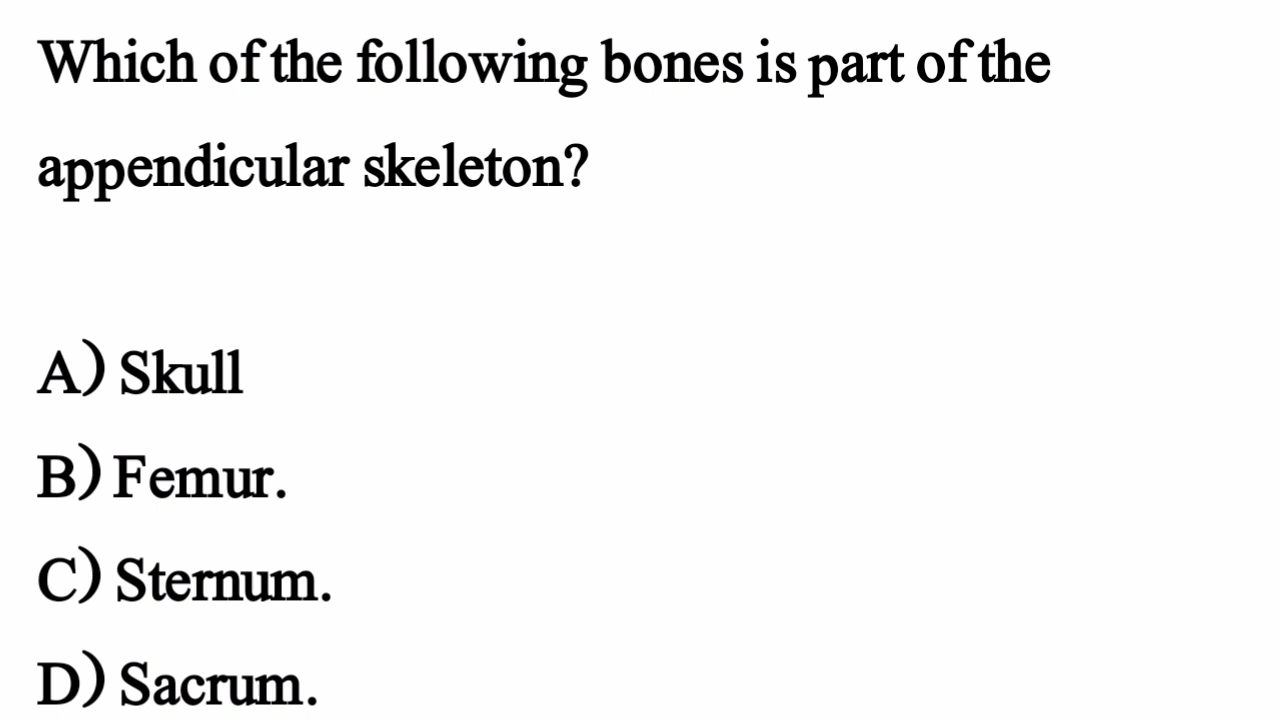 Which of the following bones is part of the
appendicular skeleton?
A) Skull
B) Femur.
C) Sternum.
D) Sacrum.